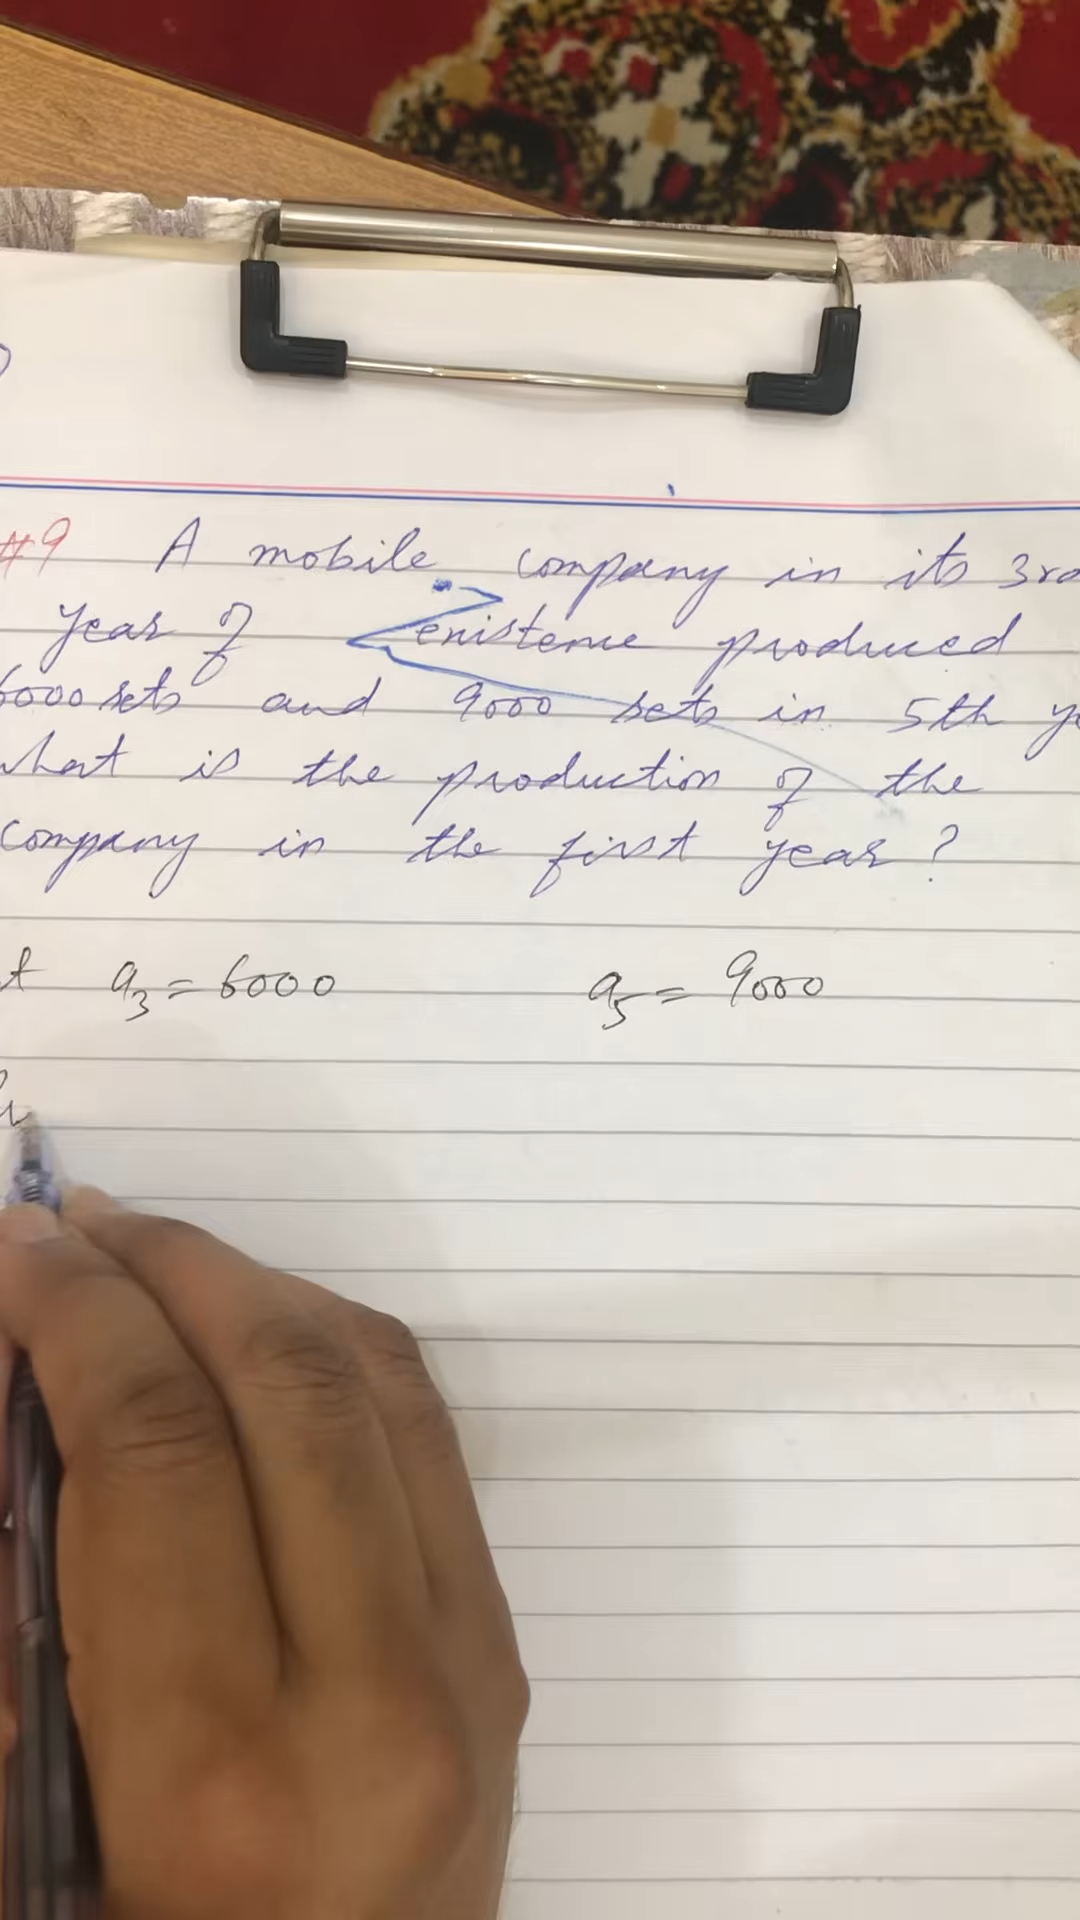 #9 A mobile company in its 3rd
year of enistence produced
6000 sets and 9000 sets in 5th
what is the production of the
company in the first year?
a3 = 6000 a5 = 9000